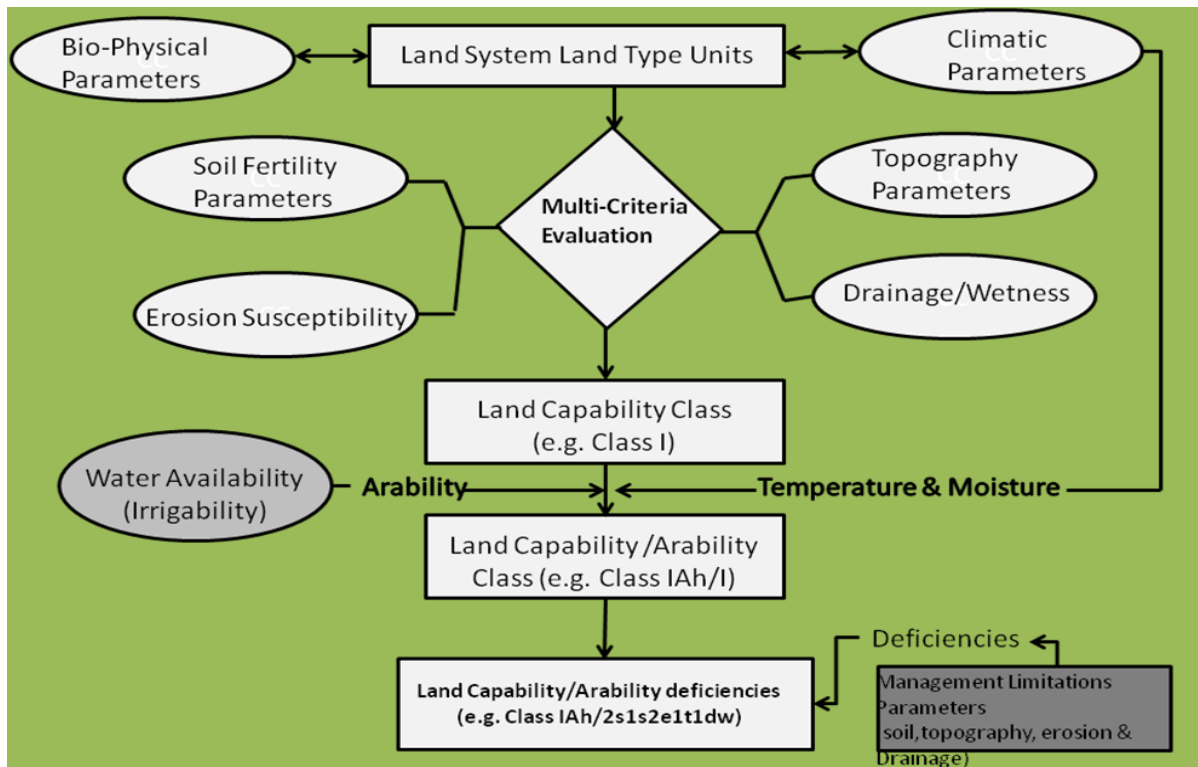 Bio-Physical
Parameters
Land System Land Type Units
Climatic
Parameters
Soil Fertility
Parameters
Multi-Criteria
Evaluation
Topography
Parameters
Erosion Susceptibility
Drainage/Wetness
Land Capability Class
(e.g. Class I)
Water Availability
(Irrigability)
Arability
Temperature & Moisture
Land Capability /Arability
Class (e.g. Class IAh/I)
Deficiencies
Land Capability/Arability deficiencies
(e.g. Class IAh/2s1s2e1t1dw)
Management Limitations
Parameters
soil,topography, erosion &
Drainage)